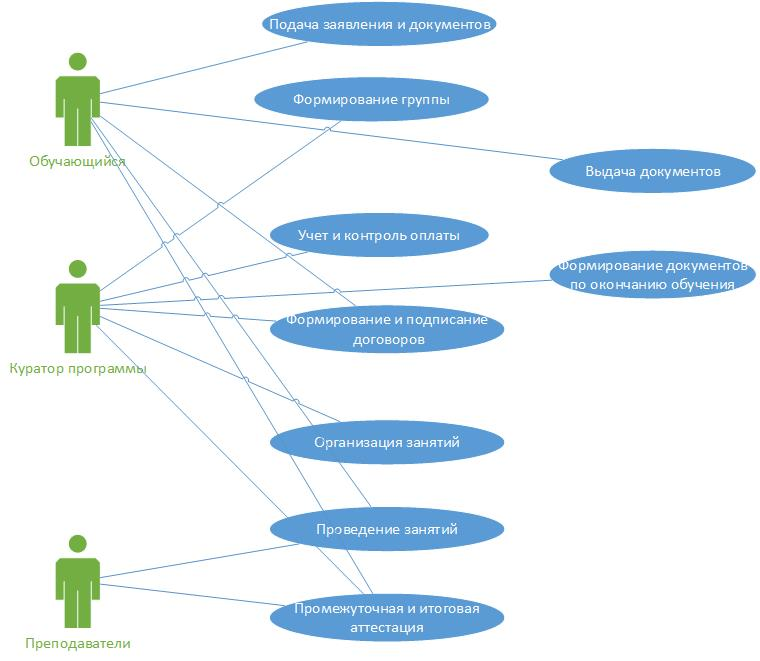 Подача заявления и документов
Формирование группы
Обучающийся
Выдача документов
Учет и контроль оплаты
Формирование документов
по окончанию обучения
Формирование и подписание
договоров
Куратор программы
Организация занятий
Проведение занятий
Промежуточная и итоговая
аттестация
Преподаватели